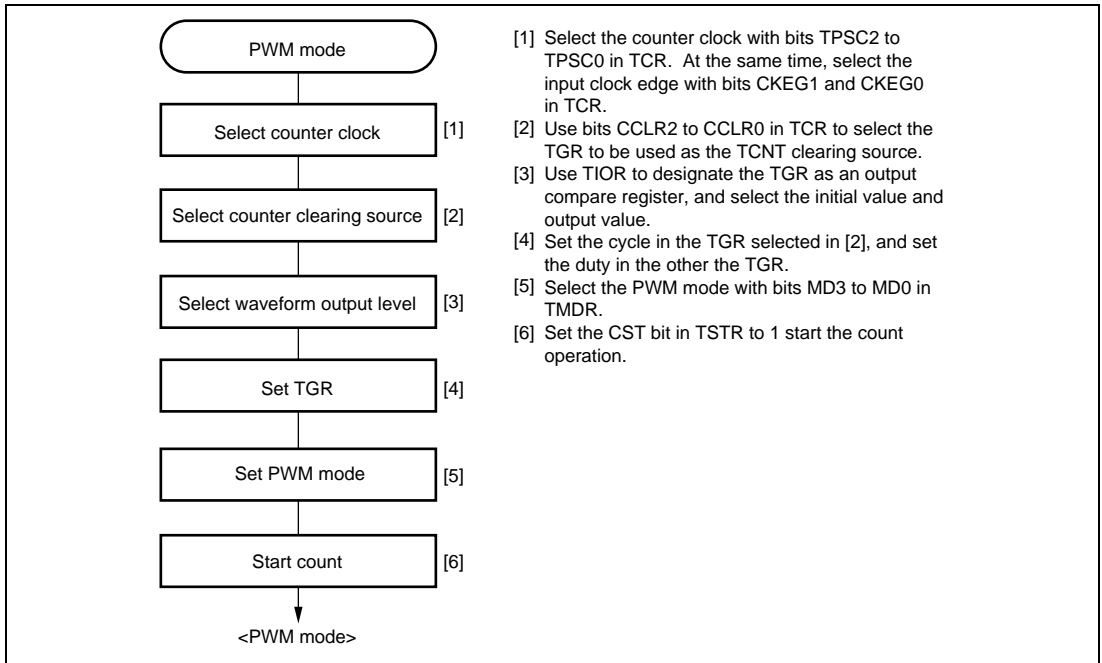 PWM mode
Select counter clock
[1]
Select counter clearing source
[2]
Select waveform output level
[3]
Set TGR
[4]
Set PWM mode
[5]
Start count
[6]
<PWM mode>
[1] Select the counter clock with bits TPSC2 to
TPSC0 in TCR. At the same time, select the
input clock edge with bits CKEG1 and CKEG0
in TCR.
[2] Use bits CCLR2 to CCLR0 in TCR to select the
TGR to be used as the TCNT clearing source.
[3] Use TIOR to designate the TGR as an output
compare register, and select the initial value and
output value.
[4] Set the cycle in the TGR selected in [2], and set
the duty in the other the TGR.
[5] Select the PWM mode with bits MD3 to MD0 in
TMDR.
[6] Set the CST bit in TSTR to 1 start the count
operation.